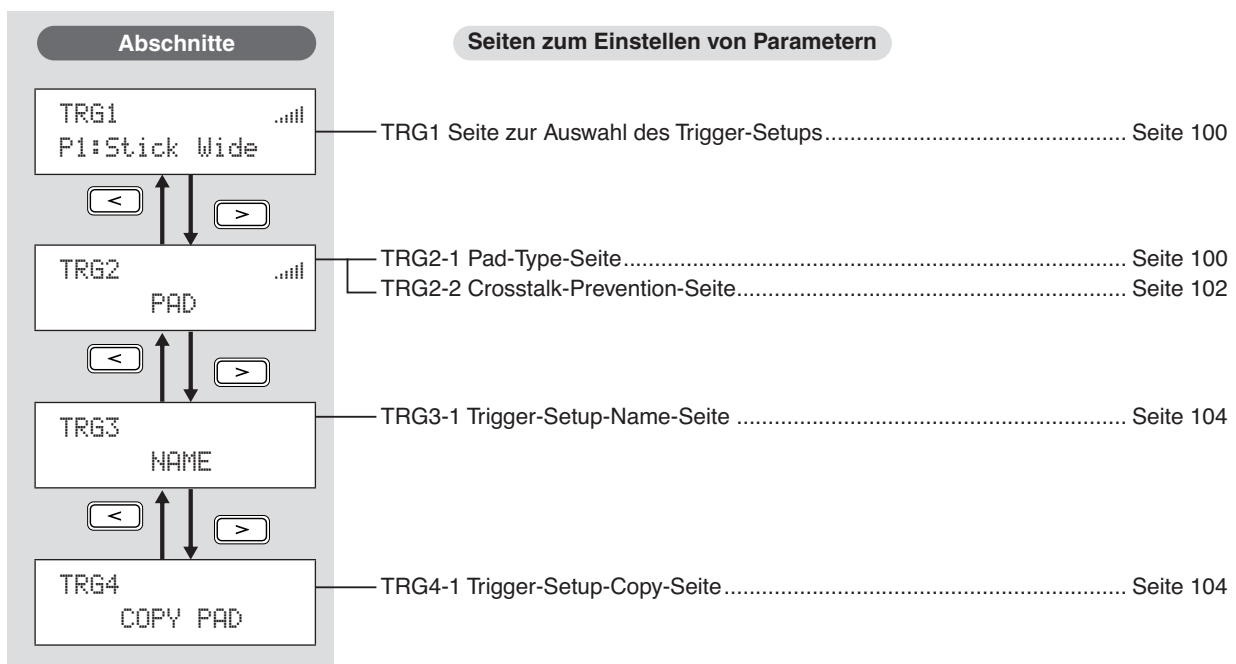 Abschnitte
Seiten zum Einstellen von Parametern
TRG1
P1:Stick Wide
TRG1 Seite zur Auswahl des Trigger-Setups........................................................................ Seite 100
< >
TRG2
PAD
TRG2-1 Pad-Type-Seite........................................................................ Seite 100
TRG2-2 Crosstalk-Prevention-Seite........................................................................ Seite 102
< >
TRG3
NAME
TRG3-1 Trigger-Setup-Name-Seite ........................................................................ Seite 104
< >
TRG4
COPY PAD
TRG4-1 Trigger-Setup-Copy-Seite........................................................................ Seite 104